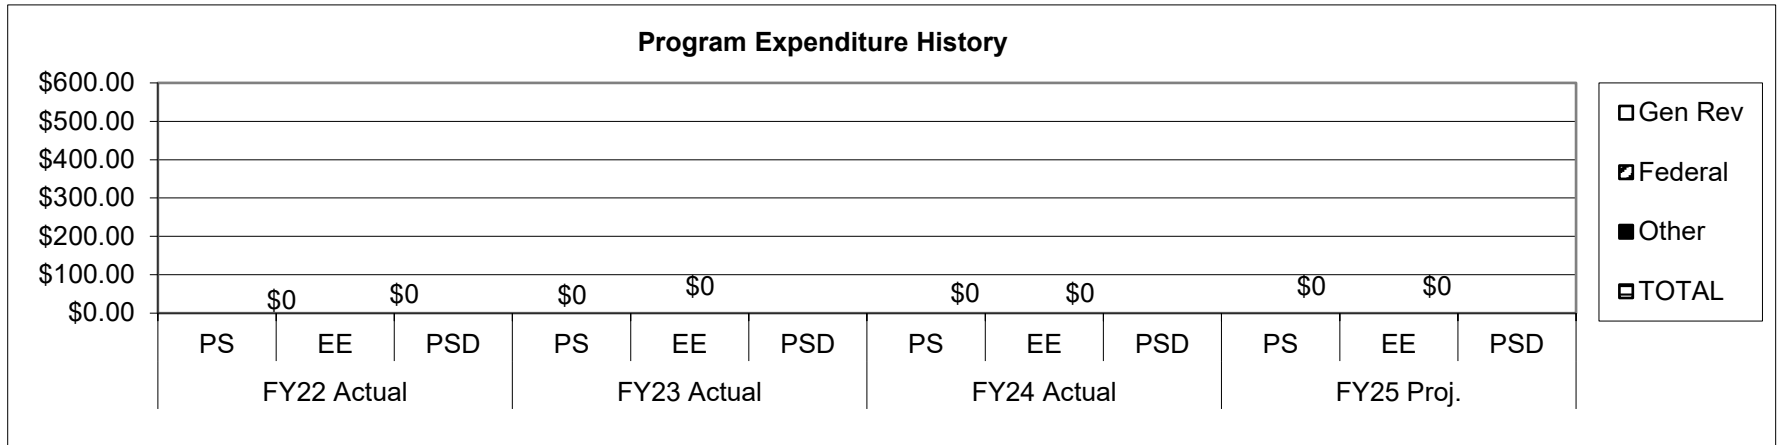 Program Expenditure History
$600.00
$500.00
$400.00
$300.00
$200.00
$100.00
$0.00
$0 $0 $0 $0 $0 $0 $0 $0
PS EE PSD PS EE PSD PS EE PSD PS EE PSD
FY22 Actual FY23 Actual FY24 Actual FY25 Proj.
Gen Rev
Federal
Other
TOTAL